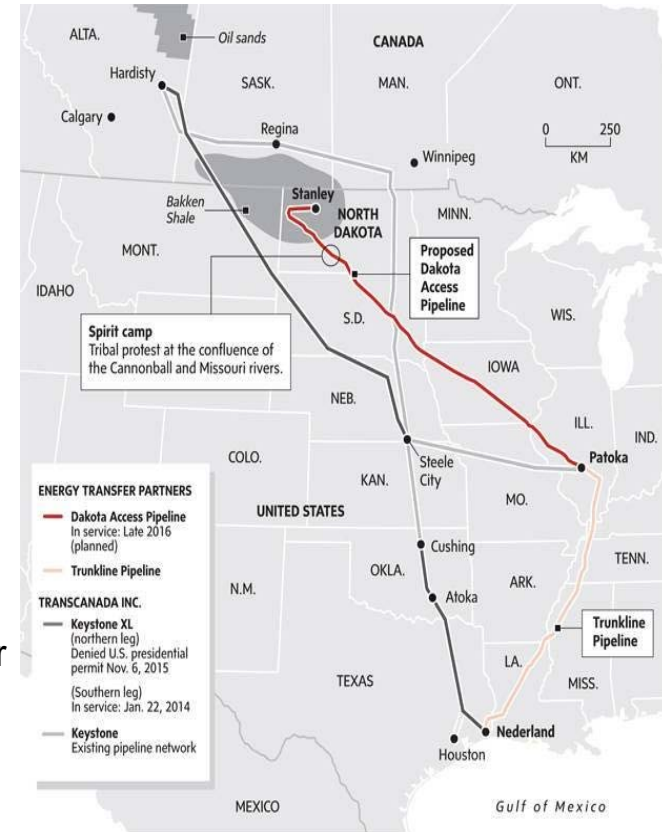 ALTA.
Oil sands
CANADA
Hardisty
SASK.
MAN.
ONT.
Calgary
Regina
Winnipeg
0 250
KM
Bakken
Shale
Stanley
NORTH
DAKOTA
MINN.
MONT.
Proposed
Dakota
Access
Pipeline
IDAHO
WIS.
Spirit camp
Tribal protest at the confluence of
the Cannonball and Missouri rivers.
S.D.
IOWA
NEB.
ILL.
IND.
COLO.
Steele
City
Patoka
KAN.
MO.
UNITED STATES
ENERGY TRANSFER PARTNERS
Dakota Access Pipeline
In service: Late 2016
(planned)
Trunkline Pipeline
TRANSCANADA INC.
Keystone XL
(northern leg)
Denied U.S. presidential
permit Nov. 6, 2015
(Southern leg)
In service: Jan. 22, 2014
Keystone
Existing pipeline network
Cushing
OKLA.
TENN.
N.M.
ARK.
Atoka
Trunkline
Pipeline
r
LA.
MISS.
TEXAS
Nederland
Houston
MEXICO
Gulf of Mexico